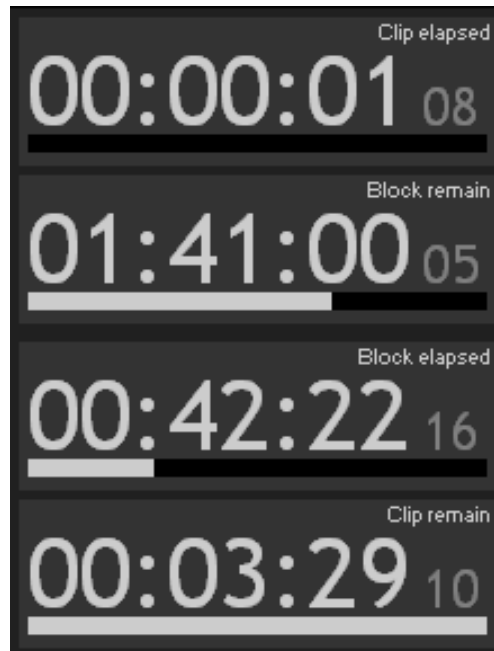 Clip elapsed
00:00:01 08
Block remain
01:41:00 05
Block elapsed
00:42:22 16
Clip remain
00:03:29 10